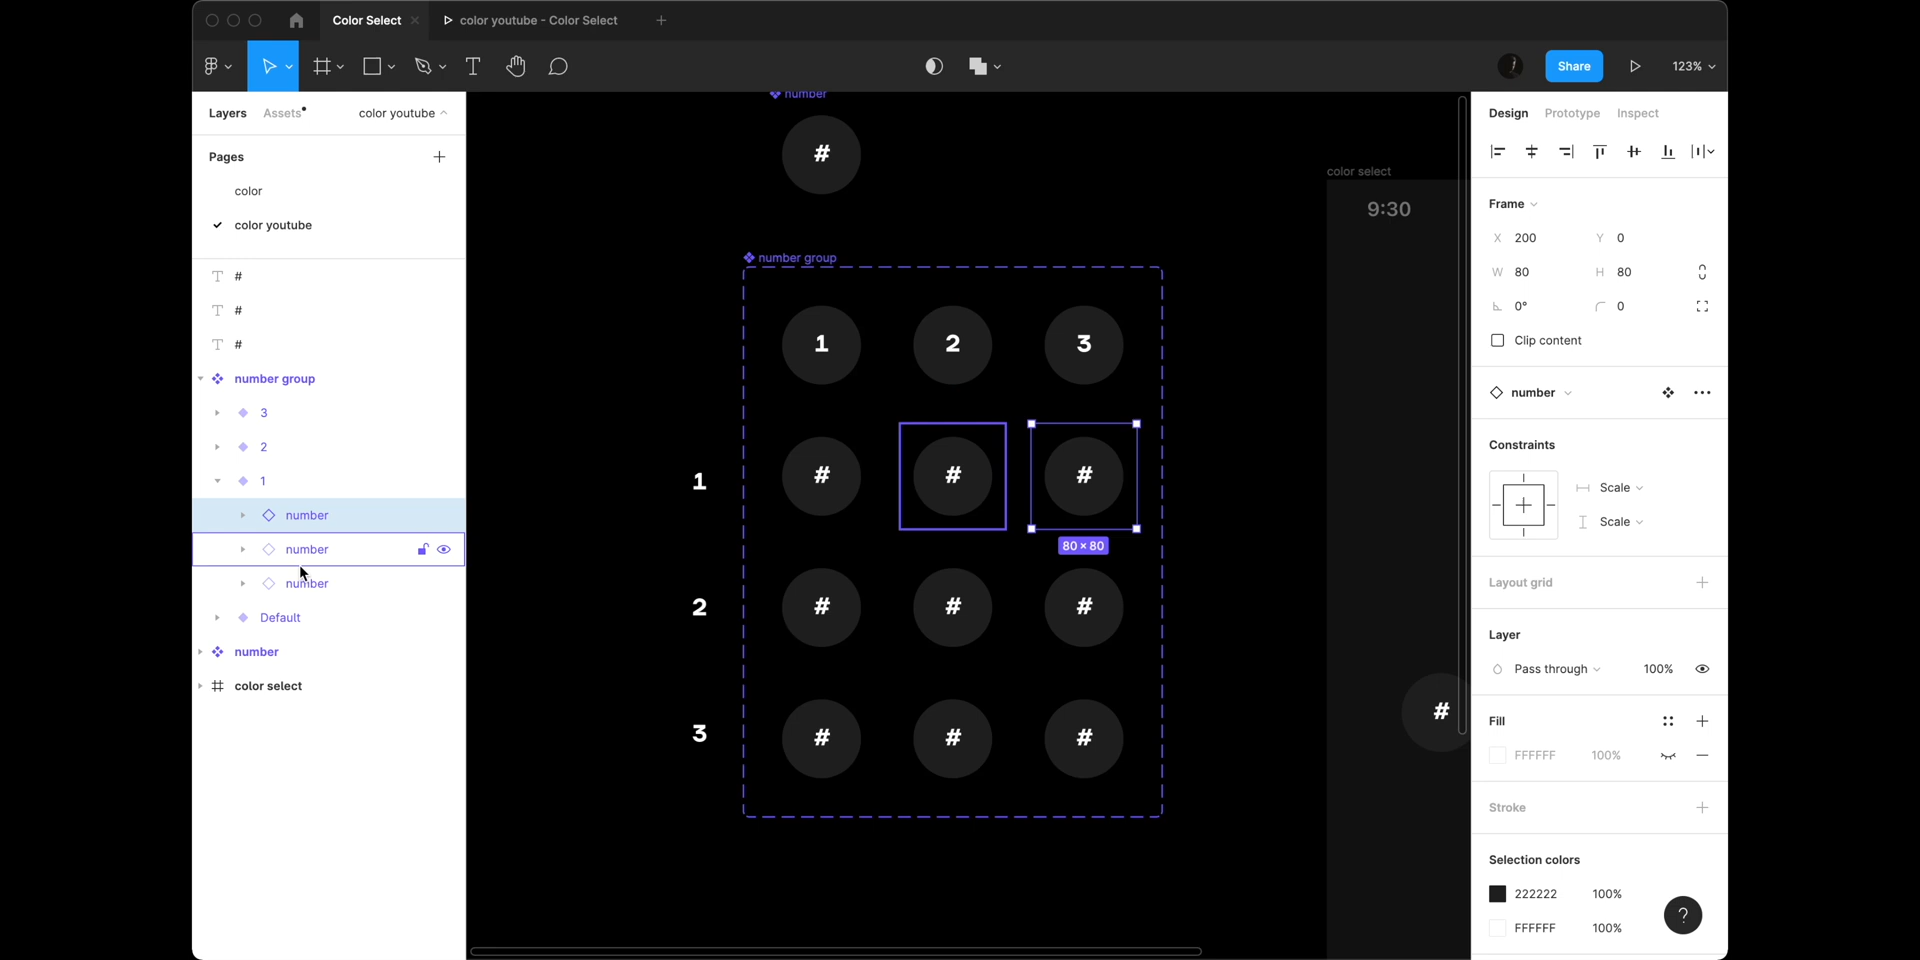 Color Select
color youtube - Color Select
Share
123%
Layers
Assets
color youtube
Pages
color
color youtube
#
#
#
number group
3
2
1
number
number
number
Default
number
color select
number
#
number group
1 2 3
1 # # #
80 × 80
2 # # #
3 # # #
color select
9:30
#
Design
Prototype
Inspect
Frame
X 200 Y 0
W 80 H 80
0° 0
Clip content
number
Constraints
Scale
Scale
Layout grid
Layer
Pass through 100%
Fill
FFFFFF 100%
Stroke
Selection colors
222222 100%
FFFFFF 100%
?